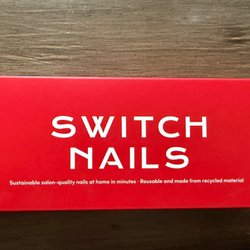 SWITCH
NAILS
Sustainable salon-quality nails at home in minutes · Reusable and made from recycled material